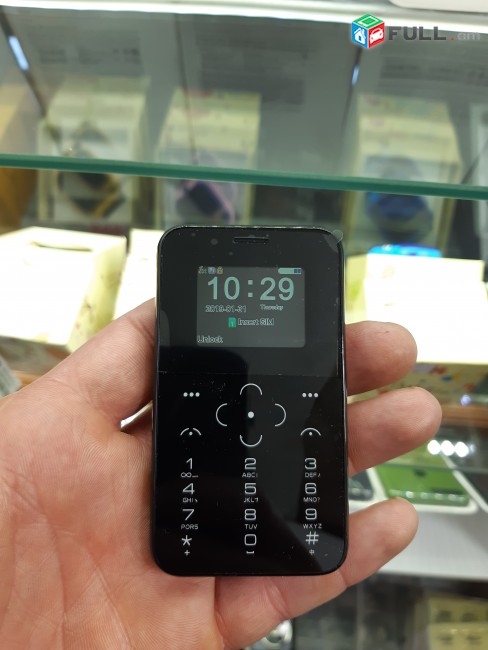 FULL.am
10:29
2019-01-31 Thursday
Insert SIM
Unlock
1 2 3
ABC DEF
4 5 6
GHI JKL MNO
7 8 9
PQRS TUV WXYZ
* 0 #
+